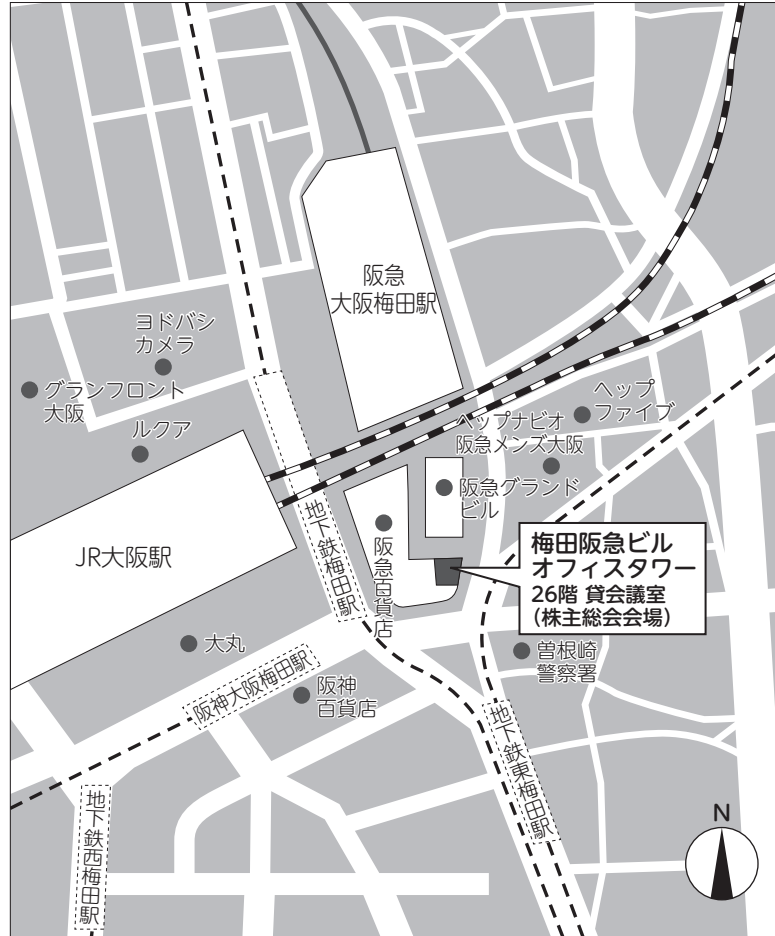 阪急
大阪梅田駅
ヨドバシ
カメラ
グランフロント
大阪
ルクア
ヘップ
ファイブ
ヘップナビオ
阪急メンズ大阪
阪急グランド
ビル
地下鉄梅田駅
阪急百貨店
JR大阪駅
梅田阪急ビル
オフィスタワー
26階 貸会議室
(株主総会会場)
大丸
曽根崎
警察署
阪神大阪梅田駅
阪神
百貨店
地下鉄東梅田駅
地下鉄西梅田駅
N